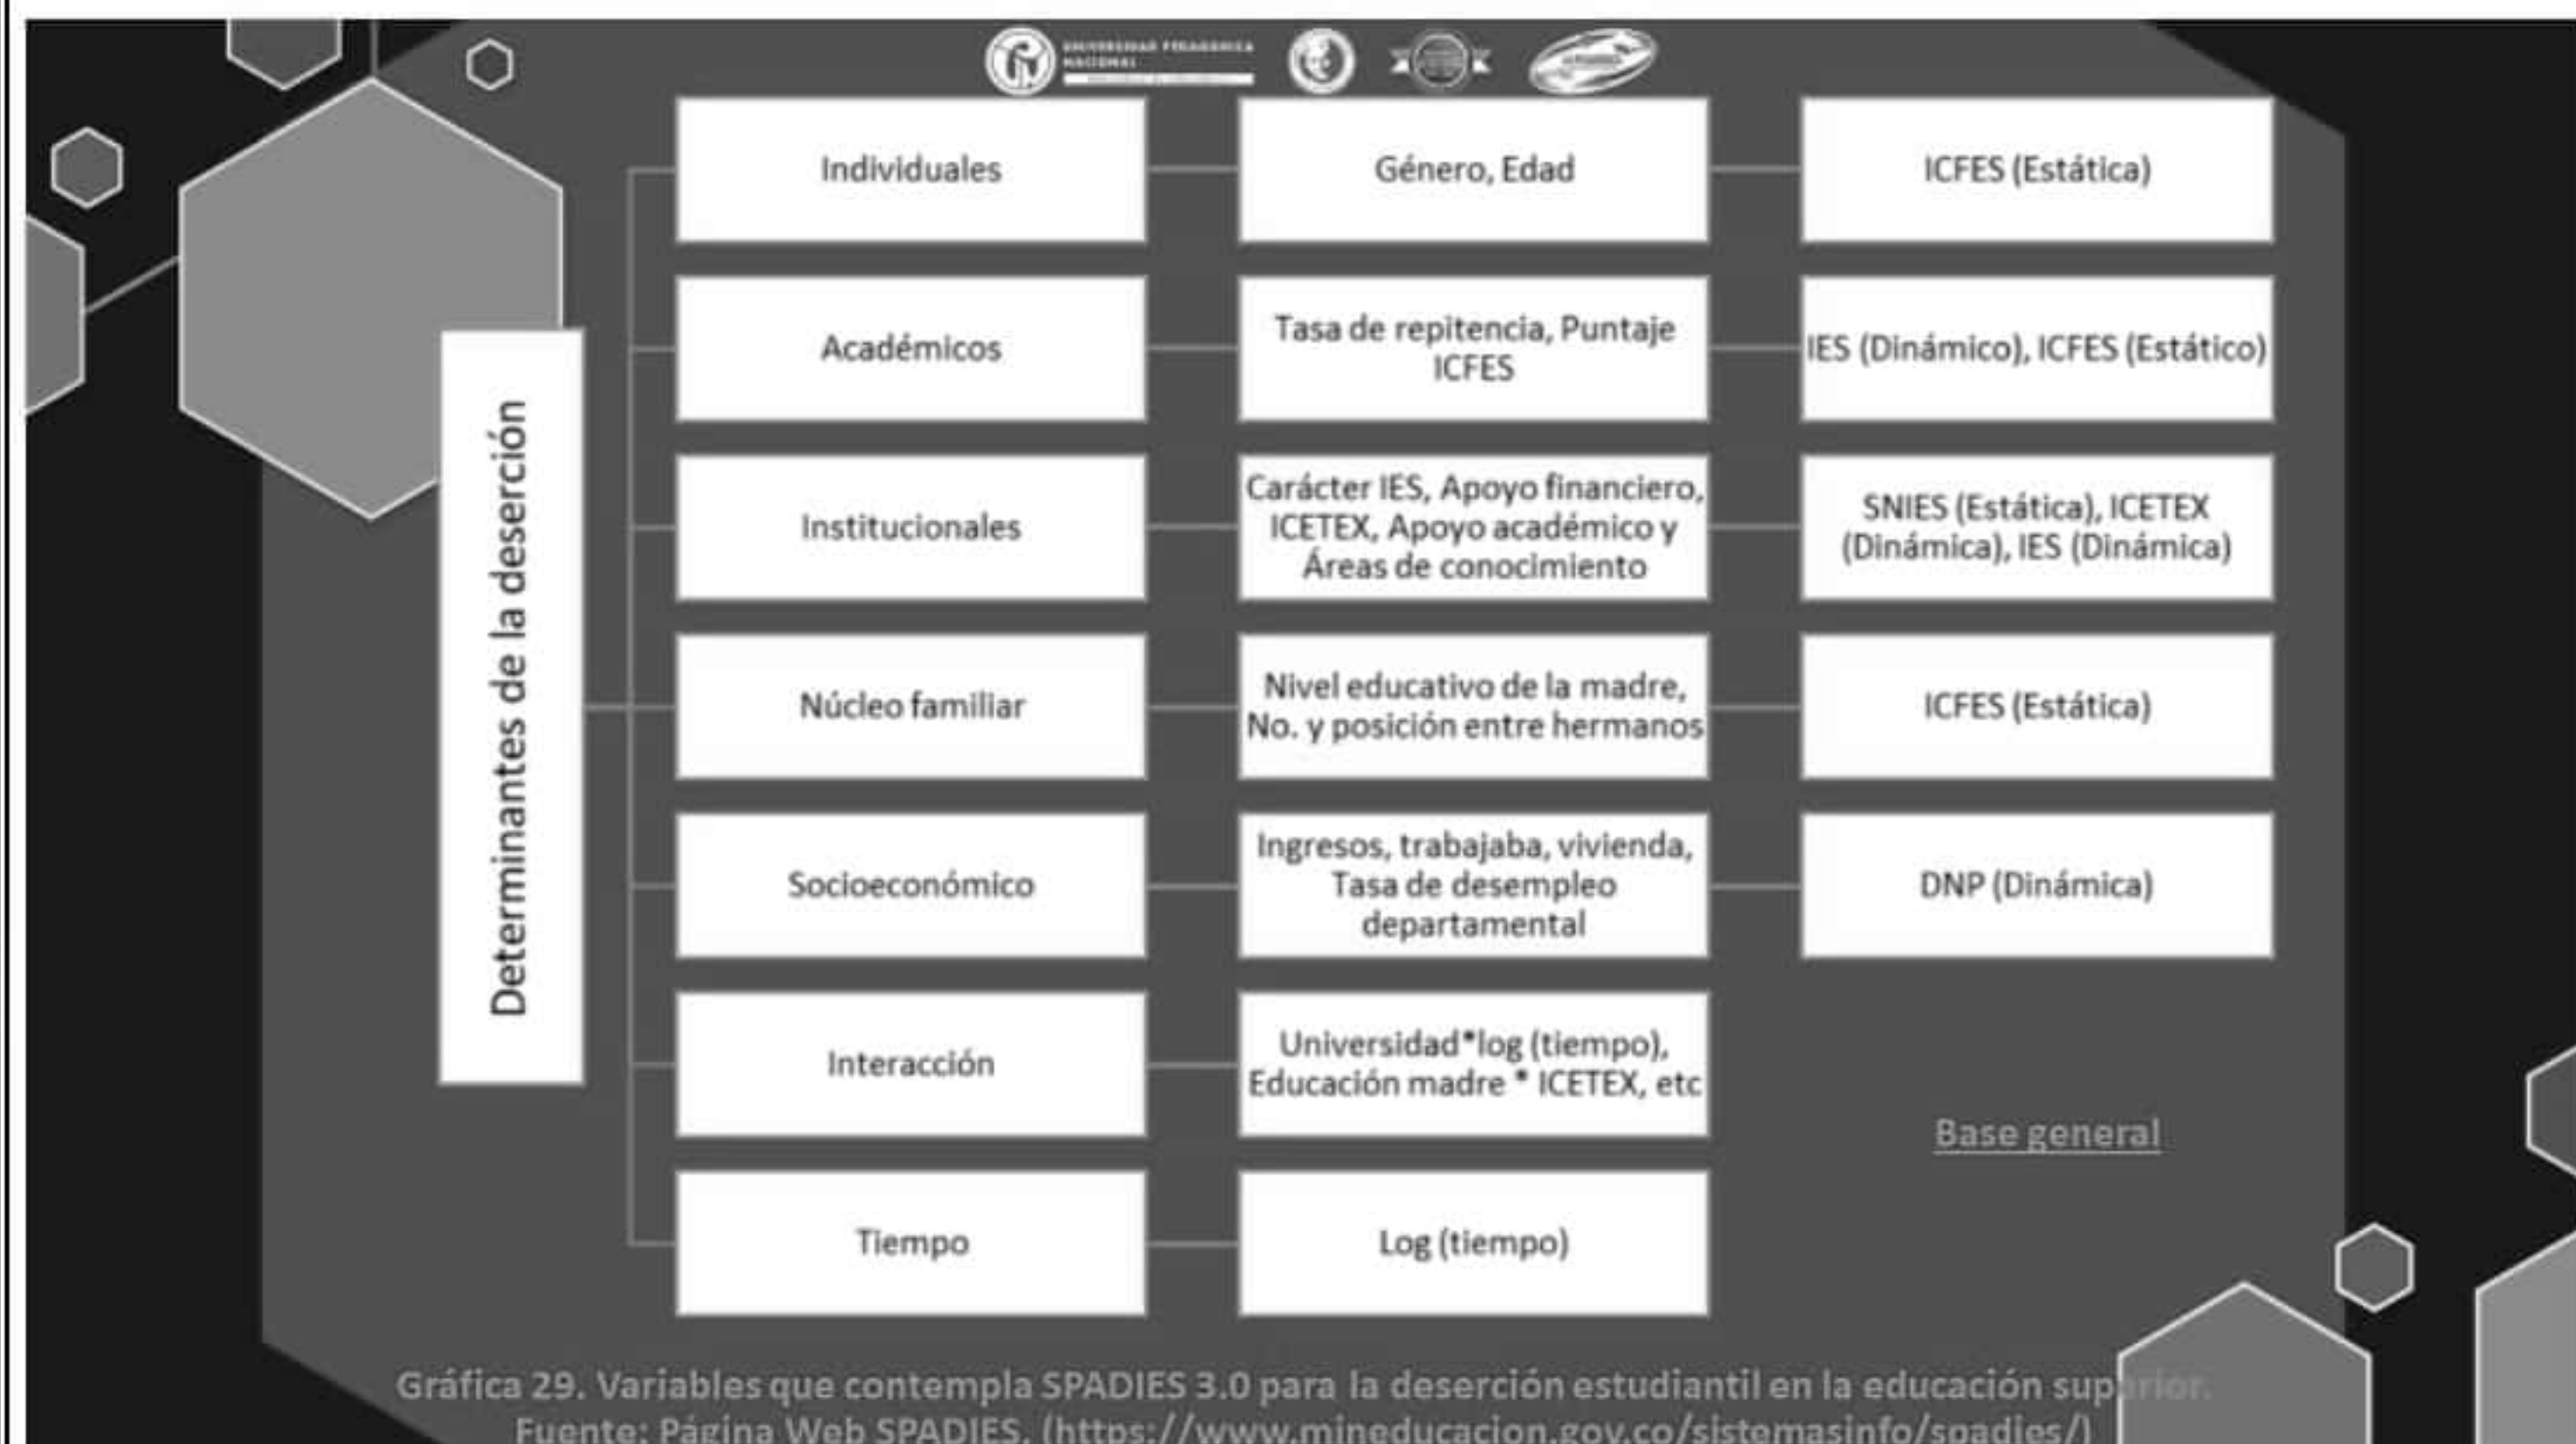 UNIVERSIDAD PEDAGÓGICA
NACIONAL
Individuales
Género, Edad
ICFES (Estática)
Académicos
Tasa de repitencia, Puntaje
ICFES
IES (Dinámico), ICFES (Estático)
Institucionales
Carácter IES, Apoyo financiero,
ICETEX, Apoyo académico y
Áreas de conocimiento
SNIES (Estática), ICETEX
(Dinámica), IES (Dinámica)
Determinantes de la deserción
Núcleo familiar
Nivel educativo de la madre,
No. y posición entre hermanos
ICFES (Estática)
Socioeconómico
Ingresos, trabajaba, vivienda,
Tasa de desempleo
departamental
DNP (Dinámica)
Interacción
Universidad*log (tiempo),
Educación madre * ICETEX, etc
Base general
Tiempo
Log (tiempo)
Gráfica 29. Variables que contempla SPADIES 3.0 para la deserción estudiantil en la educación superior.
Fuente: Página Web SPADIES. (https://www.mineducacion.gov.co/sistemasinfo/spadies/)